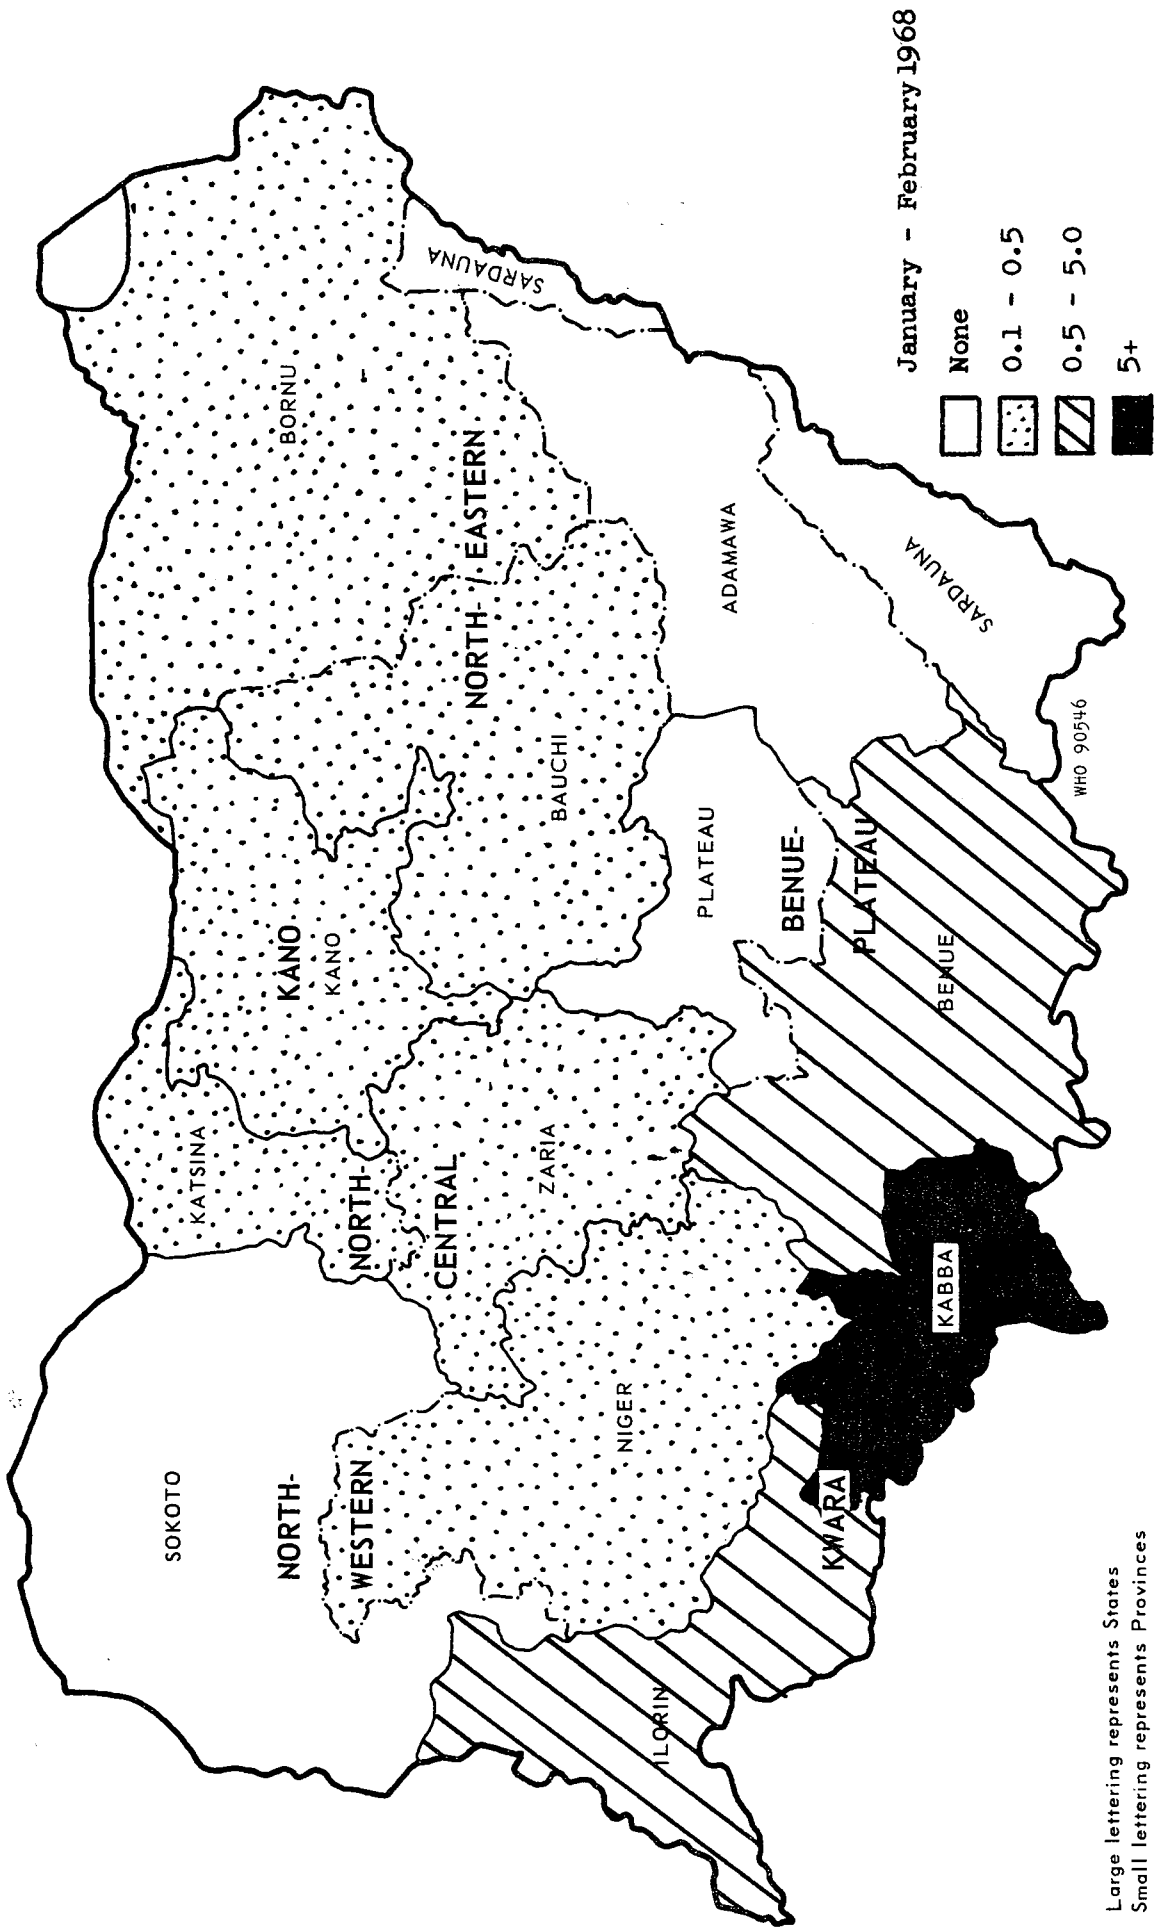 January - February 1968
None
0.1 - 0.5
0.5 - 5.0
5+
SOKOTO
NORTH-
WESTERN
NIGER
ILORIN
KWARA
KABBA
KATSINA
NORTH-
CENTRAL
ZARIA
KANO
KANO
BORNU
NORTH- EASTERN
BAUCHI
SARDAUNA
ADAMAWA
SARDAUNA
PLATEAU
BENUE-
PLATEAU
BENUE
WHO 90546
Large lettering represents States
Small lettering represents Provinces